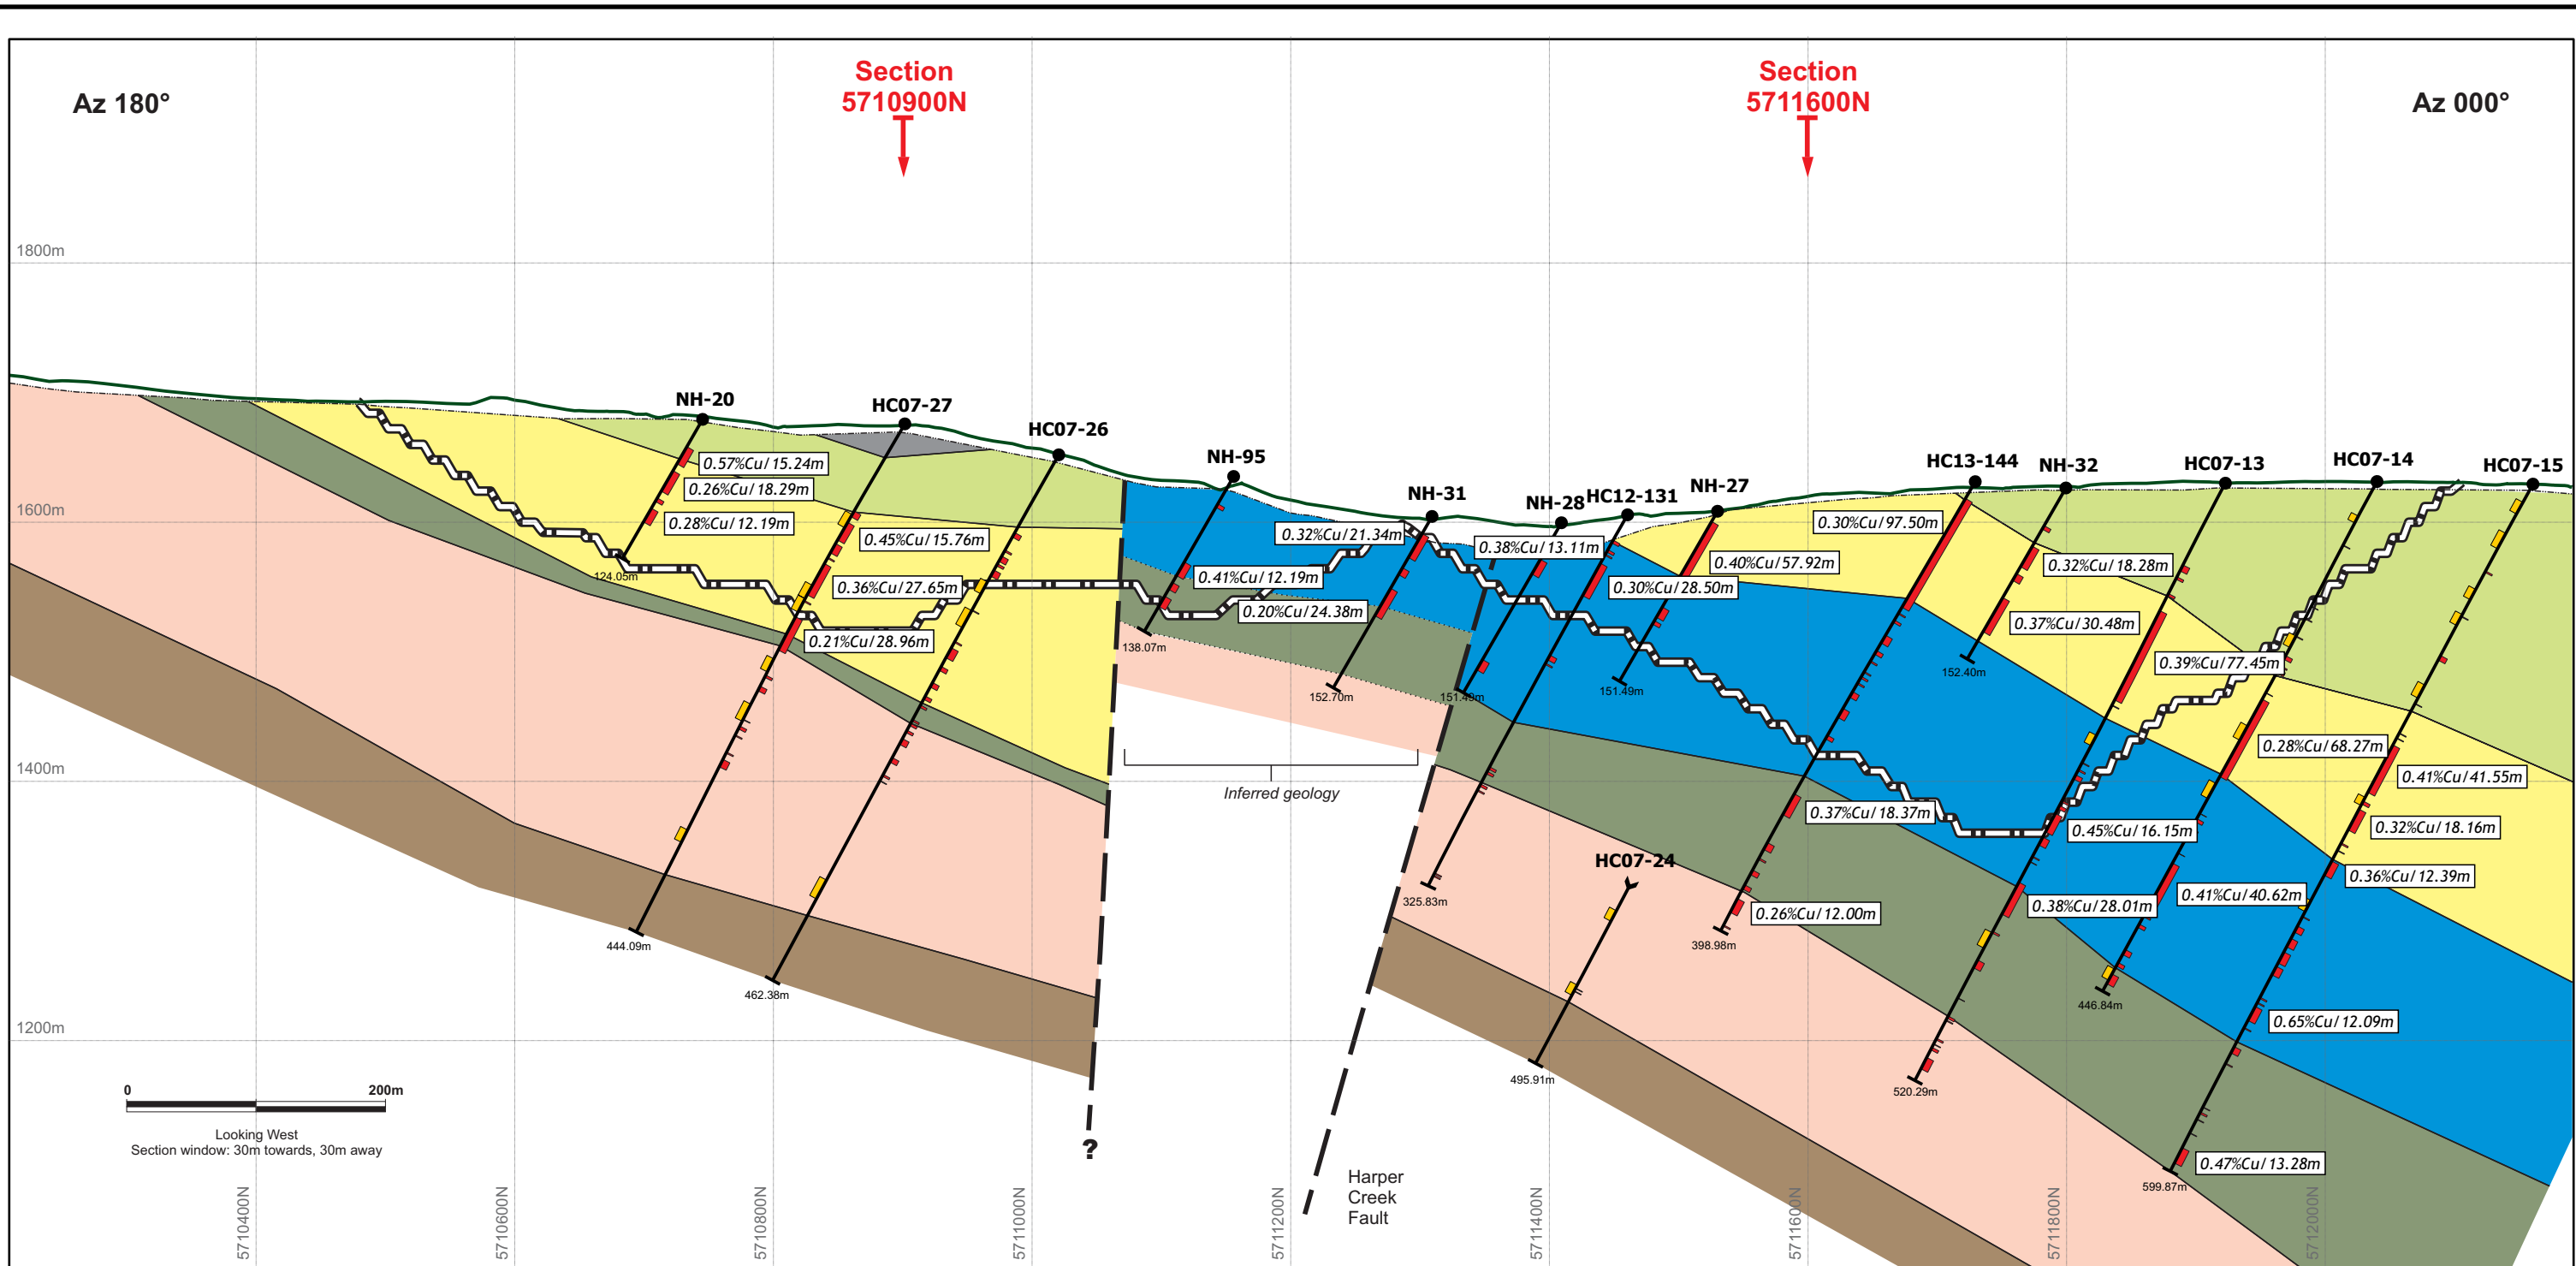 Section
5710900N
Section
5711600N
Az 180°
Az 000°
1800m
NH-20
HC07-27
HC07-26
NH-95
NH-31
NH-28
HC12-131
NH-27
HC13-144
NH-32
HC07-13
HC07-14
HC07-15
0.57%Cu/15.24m
0.26%Cu/18.29m
0.28%Cu/12.19m
0.45%Cu/15.76m
0.36%Cu/27.65m
0.21%Cu/28.96m
0.32%Cu/21.34m
0.41%Cu/12.19m
0.20%Cu/24.38m
0.38%Cu/13.11m
0.30%Cu/28.50m
0.40%Cu/57.92m
0.30%Cu/97.50m
0.32%Cu/18.28m
0.37%Cu/30.48m
0.39%Cu/77.45m
0.28%Cu/68.27m
0.41%Cu/41.55m
0.32%Cu/18.16m
0.36%Cu/12.39m
0.37%Cu/18.37m
0.45%Cu/16.15m
0.41%Cu/40.62m
0.38%Cu/28.01m
0.26%Cu/12.00m
0.65%Cu/12.09m
0.47%Cu/13.28m
1600m
124.05m
138.07m
152.70m
151.49m
151.49m
152.40m
1400m
Inferred geology
HC07-24
325.83m
444.09m
398.98m
462.38m
446.84m
1200m
495.91m
520.29m
599.87m
0
200m
Looking West
Section window: 30m towards, 30m away
?
Harper
Creek
Fault
5710400N
5710600N
5710800N
5711000N
5711200N
5711400N
5711600N
5711800N
5712000N